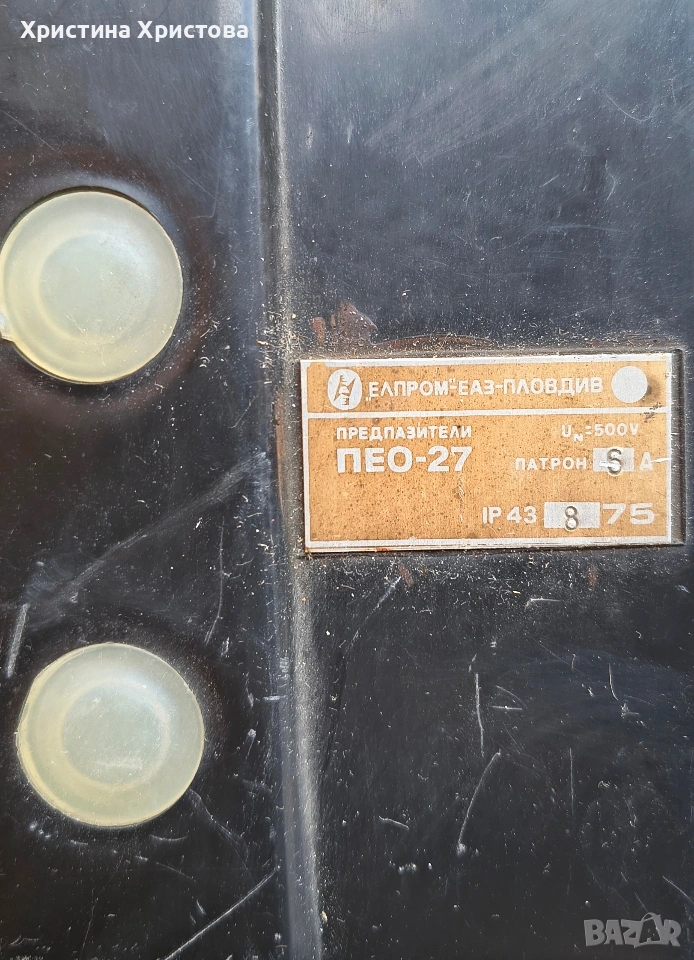 Христина Христова
„ЕЛПРОМ"-ЕАЗ-ПЛОВДИВ
ПРЕДПАЗИТЕЛИ UN=500V
ПЕО-27 ПАТРОН S A
IP 43 8 75
BAZAR